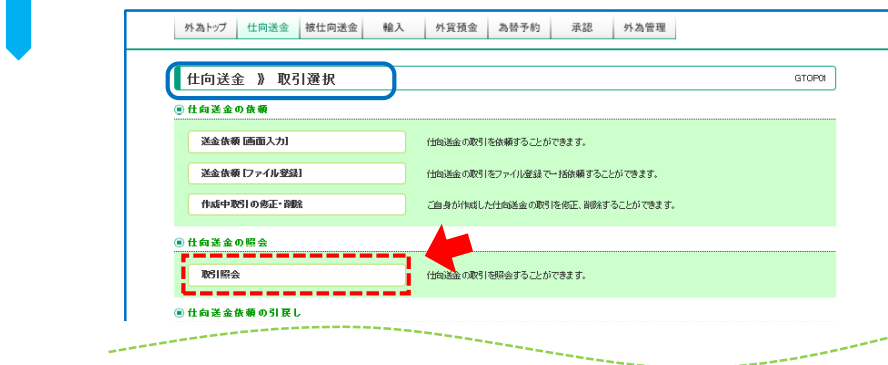 外為トップ 仕向送金 被仕向送金 輸入 外貨預金 為替予約 承認 外為管理
仕向送金 》 取引選択 GTOP01
仕向送金の依頼
送金依頼[画面入力] 仕向送金の取引を依頼することができます。
送金依頼[ファイル登録] 仕向送金の取引をファイル登録で一括依頼することができます。
作成中取引の修正・削除 ご自身が作成した仕向送金の取引を修正、削除することができます。
仕向送金の照会
取引照会 仕向送金の取引を照会することができます。
仕向送金依頼の引戻し